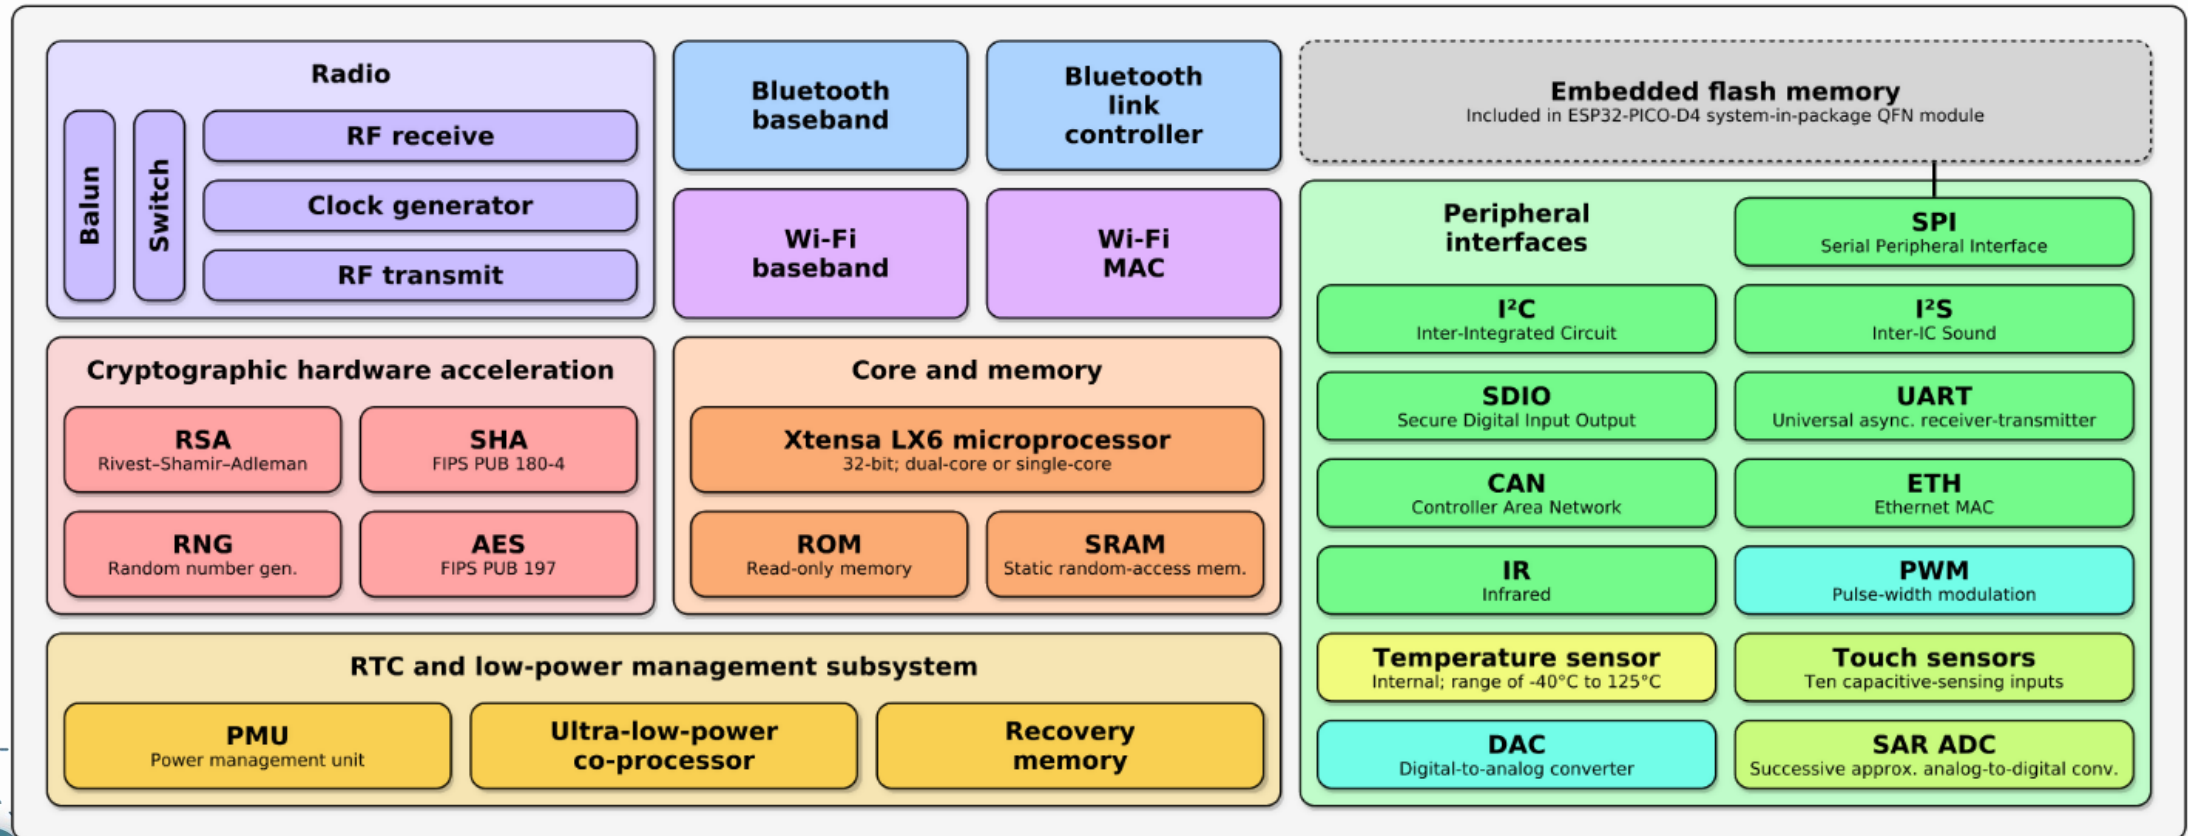 Radio
Balun
Switch
RF receive
Clock generator
RF transmit
Bluetooth
baseband
Bluetooth
link
controller
Wi-Fi
baseband
Wi-Fi
MAC
Embedded flash memory
Included in ESP32-PICO-D4 system-in-package QFN module
Cryptographic hardware acceleration
RSA
Rivest–Shamir–Adleman
SHA
FIPS PUB 180-4
RNG
Random number gen.
AES
FIPS PUB 197
Core and memory
Xtensa LX6 microprocessor
32-bit; dual-core or single-core
ROM
Read-only memory
SRAM
Static random-access mem.
RTC and low-power management subsystem
PMU
Power management unit
Ultra-low-power
co-processor
Recovery
memory
Peripheral
interfaces
SPI
Serial Peripheral Interface
I²C
Inter-Integrated Circuit
I²S
Inter-IC Sound
SDIO
Secure Digital Input Output
UART
Universal async. receiver-transmitter
CAN
Controller Area Network
ETH
Ethernet MAC
IR
Infrared
PWM
Pulse-width modulation
Temperature sensor
Internal; range of -40°C to 125°C
Touch sensors
Ten capacitive-sensing inputs
DAC
Digital-to-analog converter
SAR ADC
Successive approx. analog-to-digital conv.